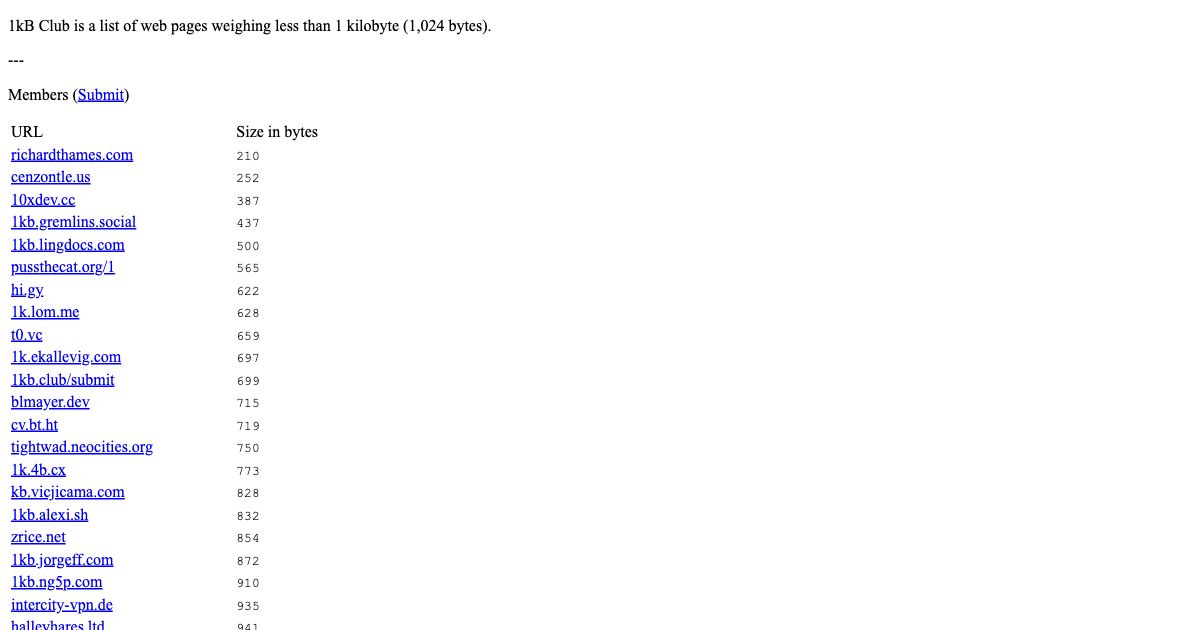 1kB Club is a list of web pages weighing less than 1 kilobyte (1,024 bytes).
---
Members (Submit)
URL Size in bytes
richardthames.com 210
cenzontle.us 252
10xdev.cc 387
1kb.gremlins.social 437
1kb.lingdocs.com 500
pussthecat.org/1 565
hi.gy 622
1k.lom.me 628
t0.vc 659
1k.ekallevig.com 697
1kb.club/submit 699
blmayer.dev 715
cv.bt.ht 719
tightwad.neocities.org 750
1k.4b.cx 773
kb.vicjicama.com 828
1kb.alexi.sh 832
zrice.net 854
1kb.jorgeff.com 872
1kb.ng5p.com 910
intercity-vpn.de 935
halleyhares.ltd 941